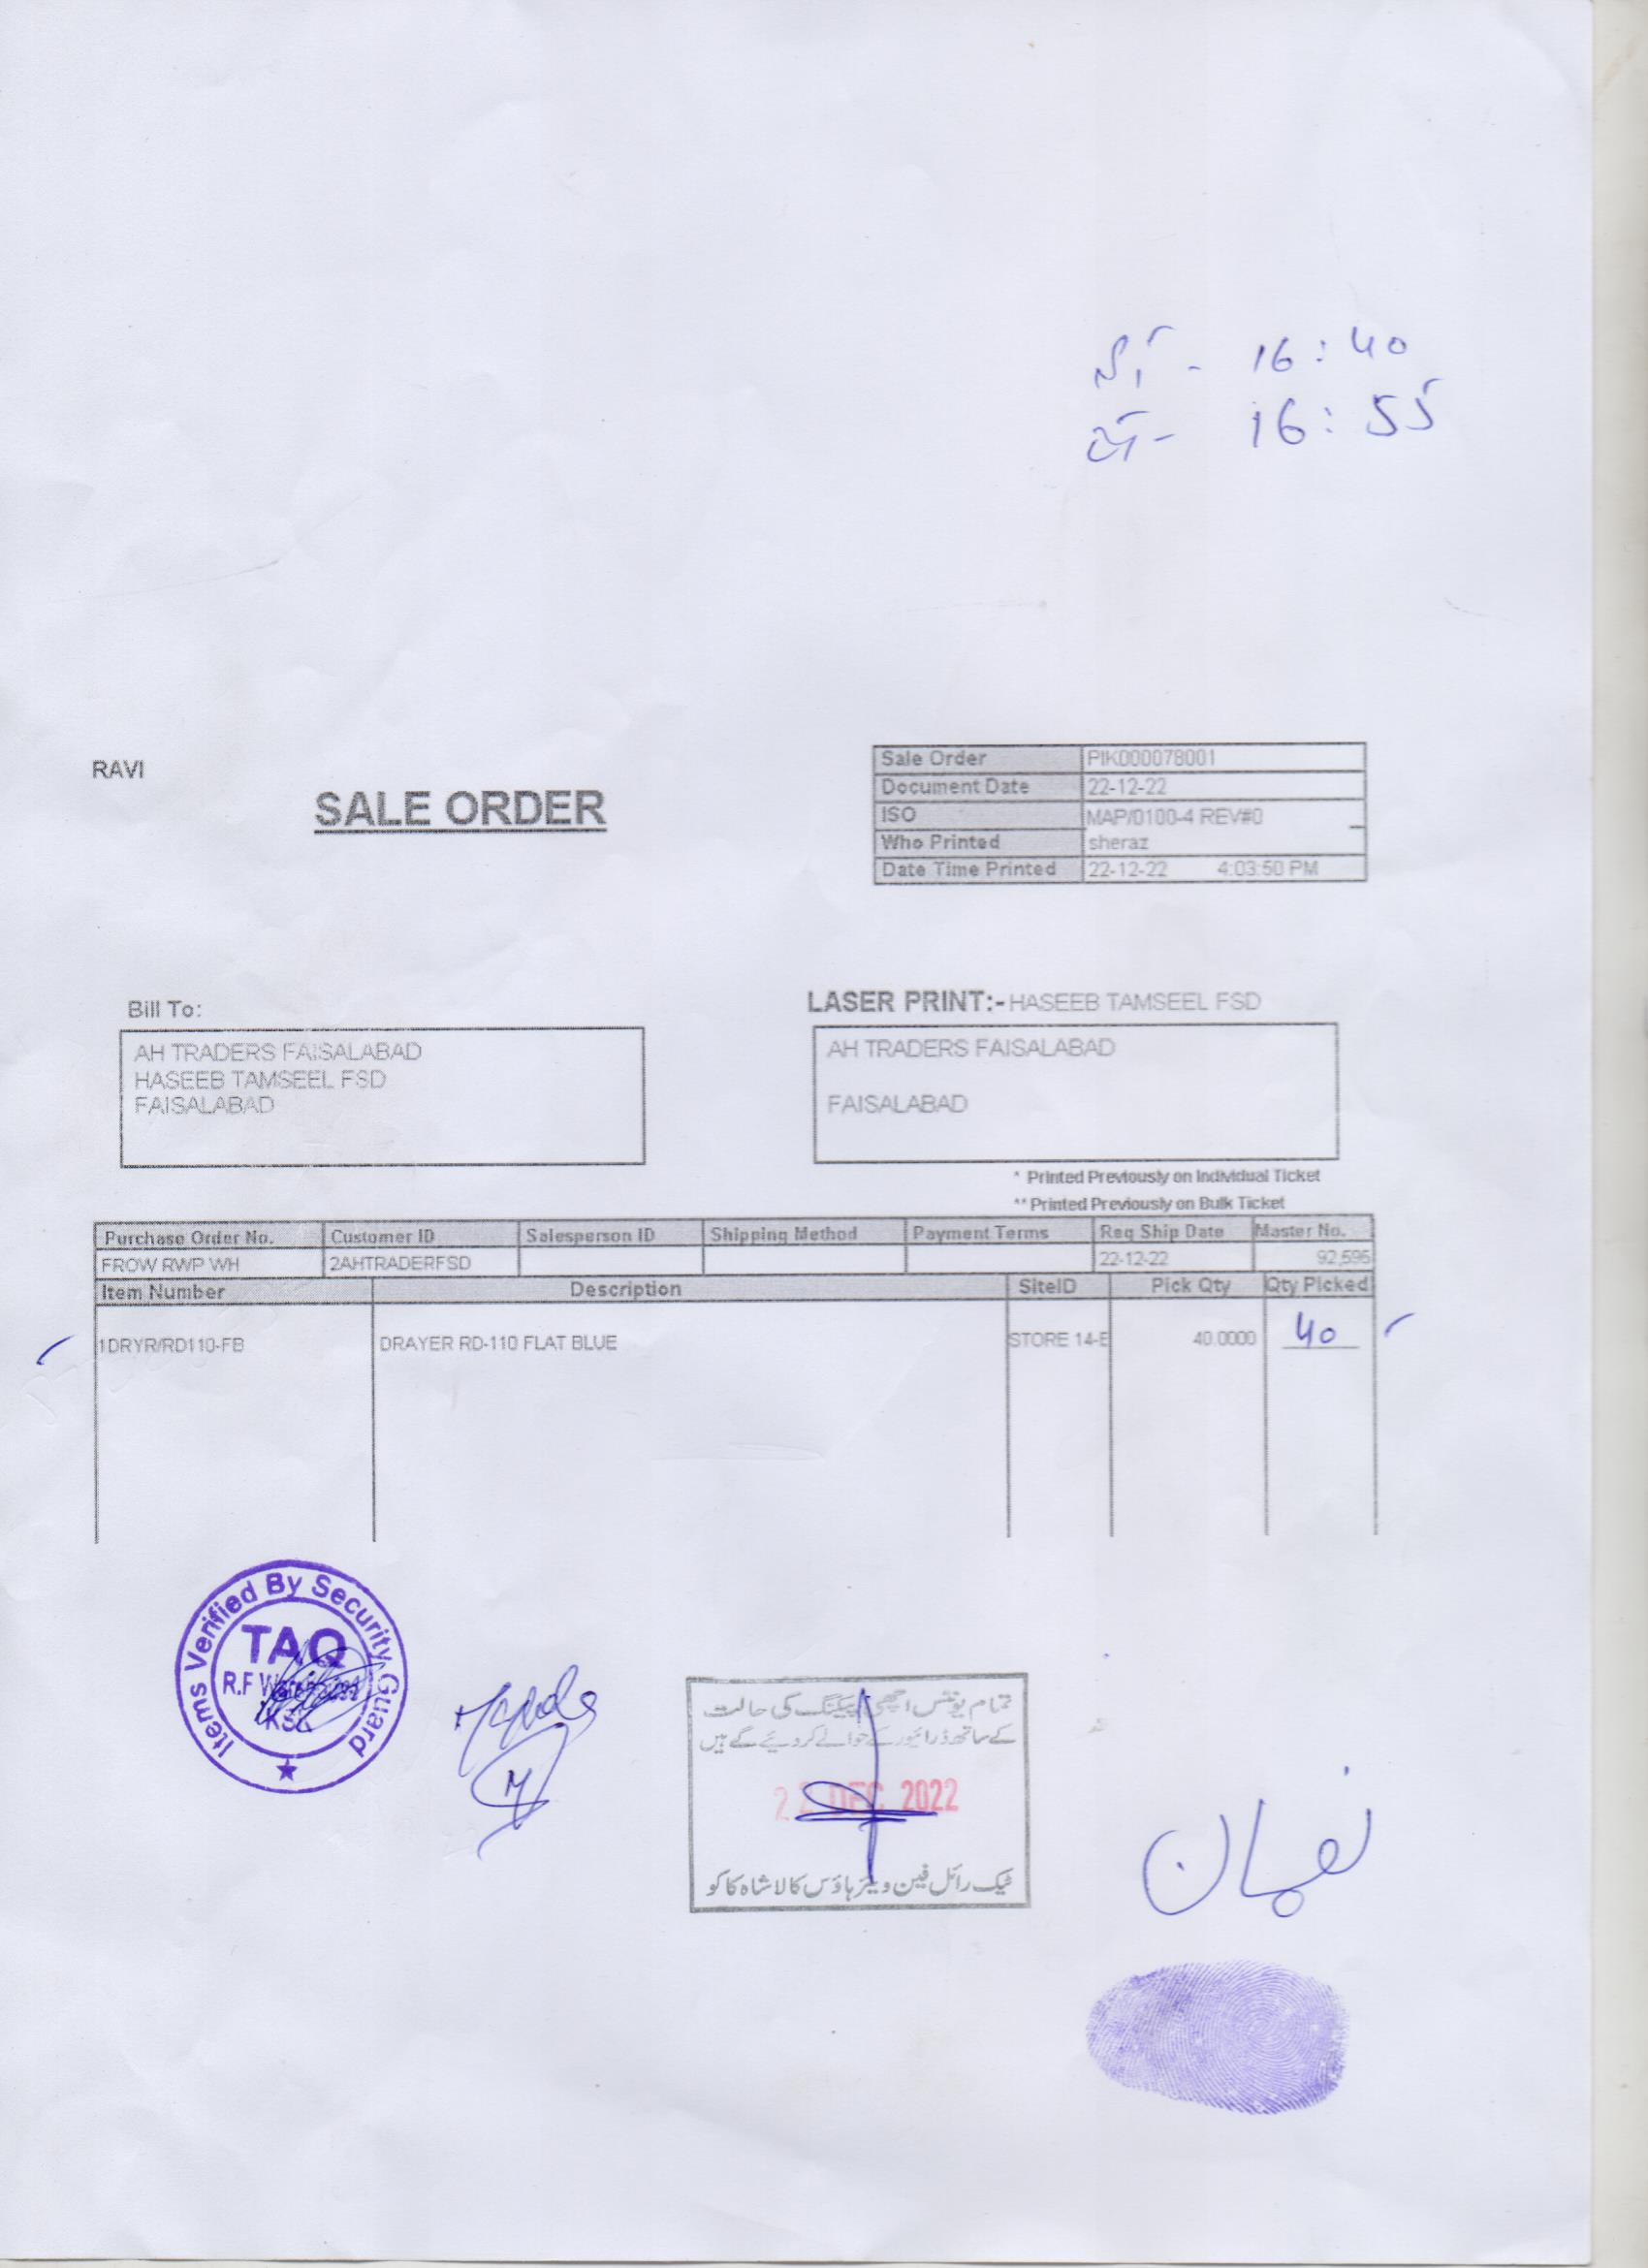 ST - 16:40
ET - 16:55
RAVI
SALE ORDER
Sale Order PIK000078001
Document Date 22-12-22
ISO MAP/0100-4 REV#0
Who Printed sheraz
Date Time Printed 22-12-22 4:03:50 PM
Bill To:
AH TRADERS FAISALABAD
HASEEB TAMSEEL FSD
FAISALABAD
LASER PRINT:- HASEEB TAMSEEL FSD
AH TRADERS FAISALABAD
FAISALABAD
* Printed Previously on Individual Ticket
** Printed Previously on Bulk Ticket
Purchase Order No. Customer ID Salesperson ID Shipping Method Payment Terms Req Ship Date Master No.
FROW RWP WH 2AHTRADERFSD 22-12-22 92,595
Item Number Description SiteID Pick Qty Qty Picked
1DRYR/RD110-FB DRAYER RD-110 FLAT BLUE STORE 14-E 40.0000 40
Items Verified By Security Guard
TAQ
R.F
KSK
تمام یونٹس اچھی پیکنگ کی حالت
کے ساتھ ڈرائیور کے حوالے کر دیئے گے ہیں
DEC 2022
ٹیک رائل فین ویئر ہاؤس کالا شاہ کاکو
نعمان